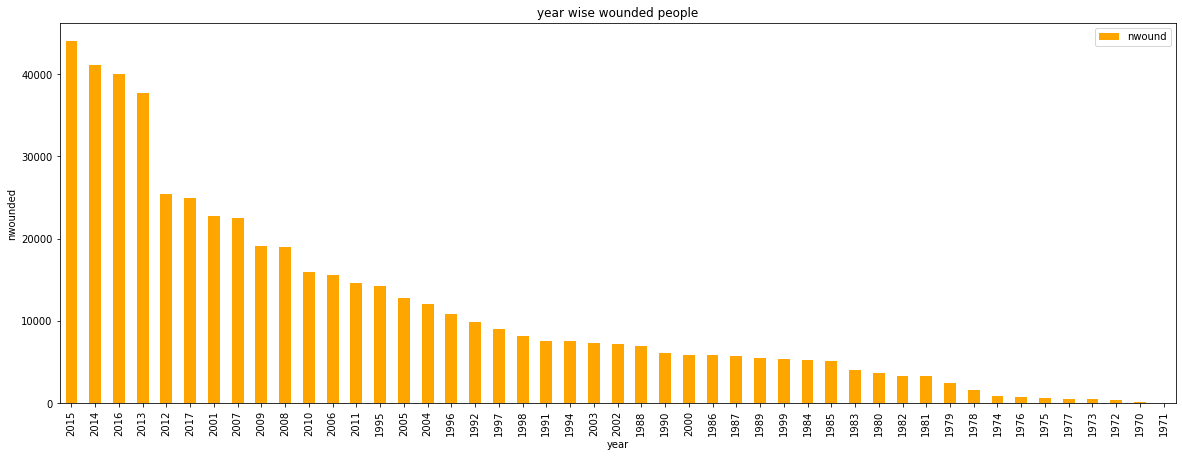 year wise wounded people
nwound
nwounded
40000
30000
20000
10000
0
2015 2014 2016 2013 2012 2017 2001 2007 2009 2008 2010 2006 2011 1995 2005 2004 1996 1992 1997 1998 1991 1994 2003 2002 1988 1990 2000 1986 1987 1989 1999 1984 1985 1983 1980 1982 1981 1979 1978 1974 1976 1975 1977 1973 1972 1970 1971
year